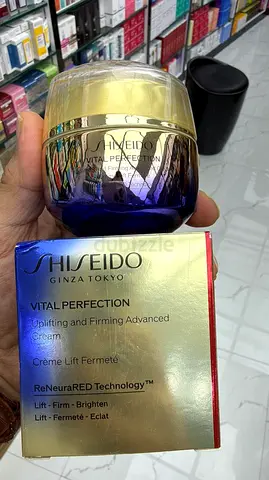 SHISEIDO
VITAL PERFECTION
dubizzle
SHISEIDO
GINZA TOKYO
VITAL PERFECTION
Uplifting and Firming Advanced
Cream
Crème Lift Fermeté
ReNeuraRED Technology™
Lift - Firm - Brighten
Lift - Fermeté - Eclat